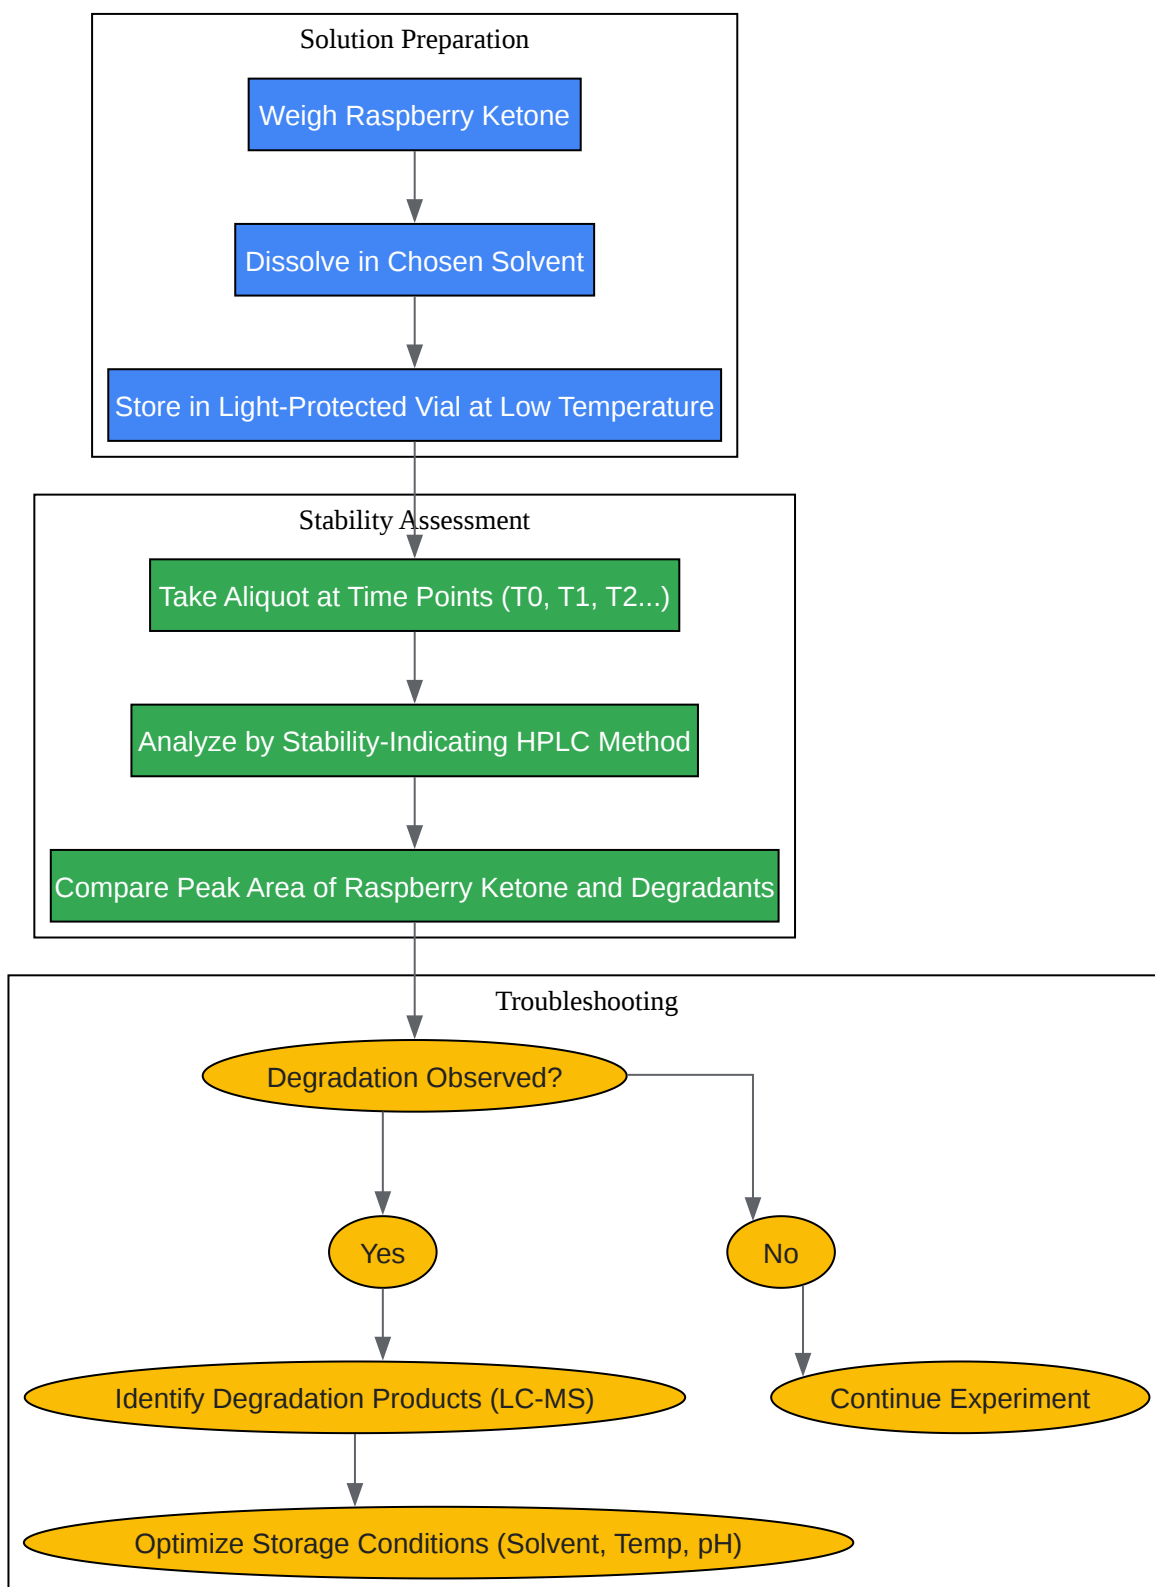 Solution Preparation
Weigh Raspberry Ketone
Dissolve in Chosen Solvent
Store in Light-Protected Vial at Low Temperature
Stability Assessment
Take Aliquot at Time Points (T0, T1, T2...)
Analyze by Stability-Indicating HPLC Method
Compare Peak Area of Raspberry Ketone and Degradants
Troubleshooting
Degradation Observed?
Yes
No
Identify Degradation Products (LC-MS)
Continue Experiment
Optimize Storage Conditions (Solvent, Temp, pH)